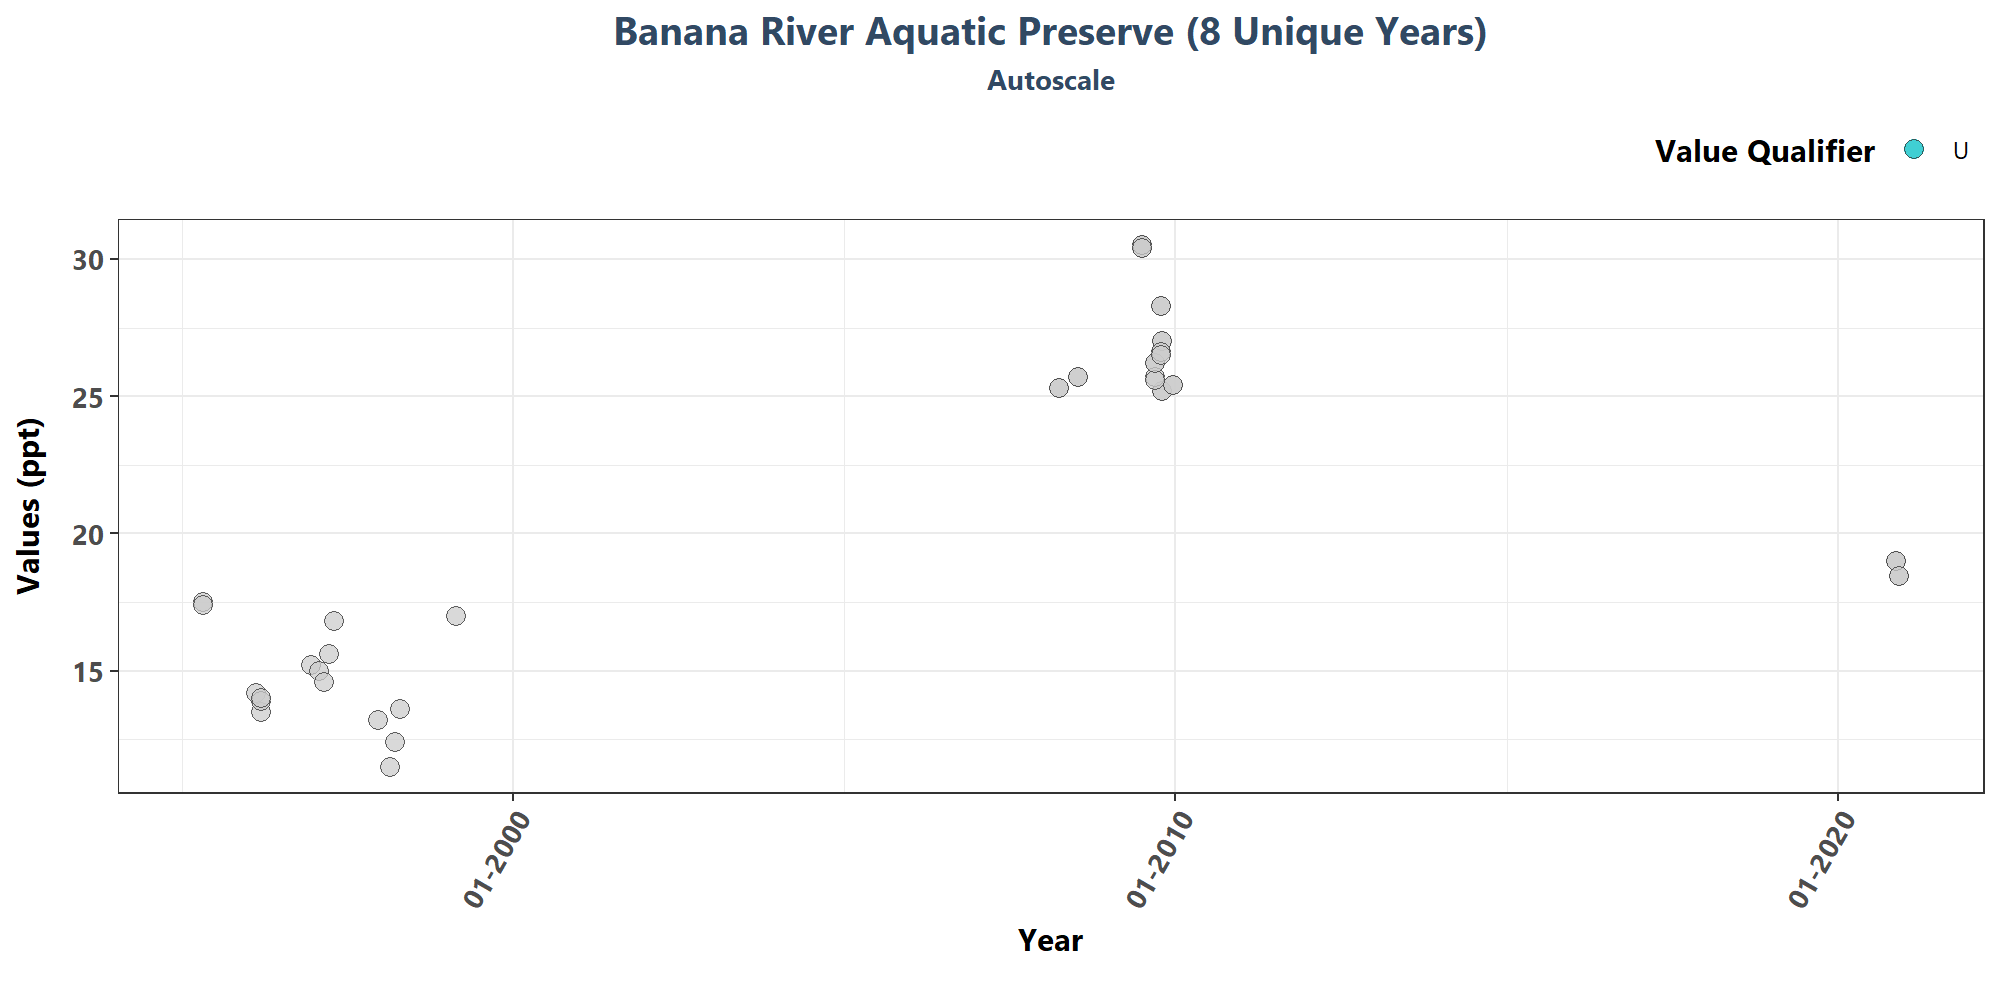 Banana River Aquatic Preserve (8 Unique Years)
Autoscale
Value Qualifier U
30
25
20
15
Values (ppt)
01-2000
01-2010
01-2020
Year